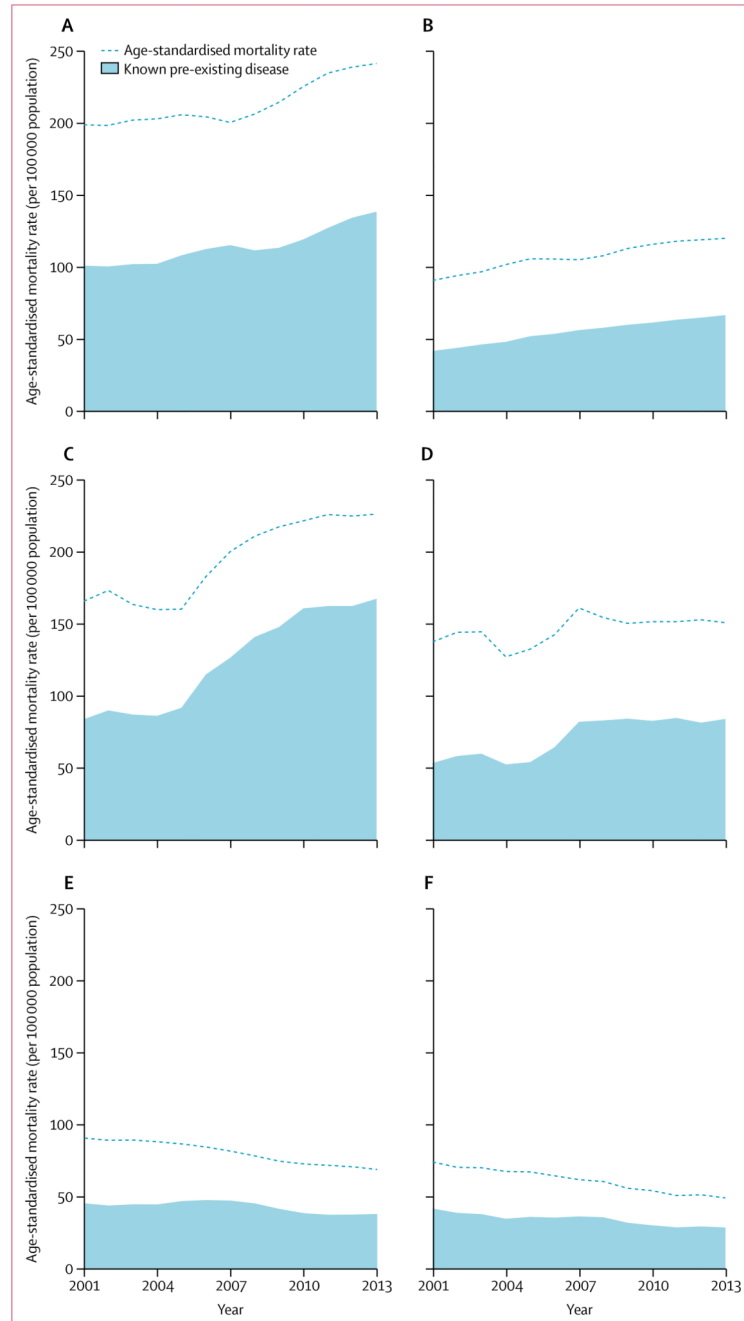 A
B
Age-standardised mortality rate
Known pre-existing disease
Age-standardised mortality rate (per 100 000 population)
250
200
150
100
50
0
C
D
Age-standardised mortality rate (per 100 000 population)
250
200
150
100
50
0
E
F
Age-standardised mortality rate (per 100 000 population)
250
200
150
100
50
0
2001 2004 2007 2010 2013
2001 2004 2007 2010 2013
Year
Year